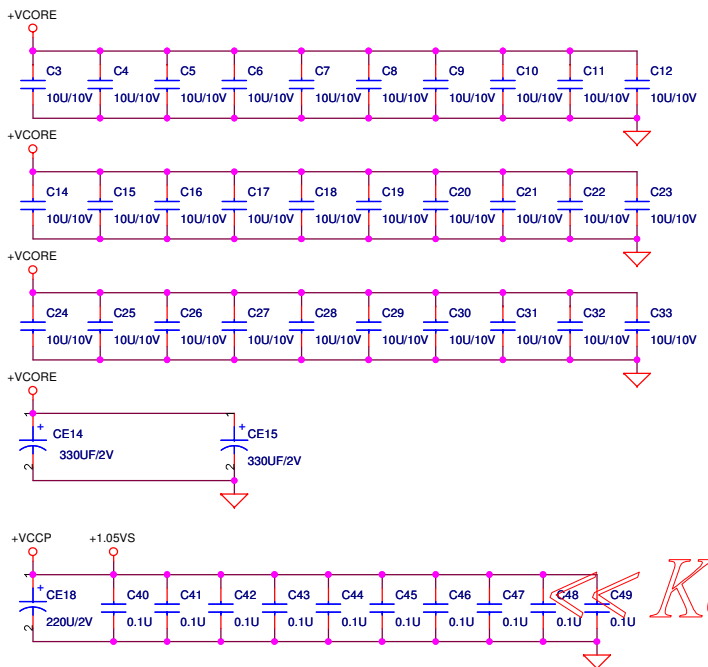 +VCORE
C3 C4 C5 C6 C7 C8 C9 C10 C11 C12
10U/10V 10U/10V 10U/10V 10U/10V 10U/10V 10U/10V 10U/10V 10U/10V 10U/10V 10U/10V
+VCORE
C14 C15 C16 C17 C18 C19 C20 C21 C22 C23
10U/10V 10U/10V 10U/10V 10U/10V 10U/10V 10U/10V 10U/10V 10U/10V 10U/10V 10U/10V
+VCORE
C24 C25 C26 C27 C28 C29 C30 C31 C32 C33
10U/10V 10U/10V 10U/10V 10U/10V 10U/10V 10U/10V 10U/10V 10U/10V 10U/10V 10U/10V
+VCORE
1 1
+ CE14 + CE15
330UF/2V 330UF/2V
2 2
+VCCP +1.05VS
1
+ CE18 C40 C41 C42 C43 C44 C45 C46 C47 C48 C49
220U/2V 0.1U 0.1U 0.1U 0.1U 0.1U 0.1U 0.1U 0.1U 0.1U 0.1U
2
<< K